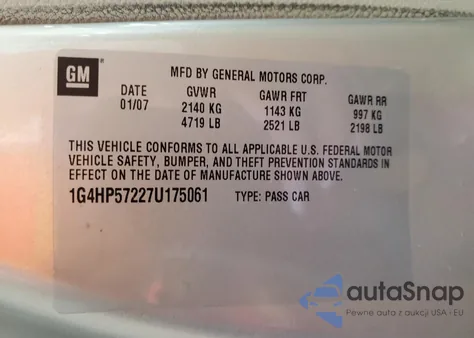 GM
MFD BY GENERAL MOTORS CORP.
DATE GVWR GAWR FRT GAWR RR
01/07 2140 KG 1143 KG 997 KG
4719 LB 2521 LB 2198 LB
THIS VEHICLE CONFORMS TO ALL APPLICABLE U.S. FEDERAL MOTOR
VEHICLE SAFETY, BUMPER, AND THEFT PREVENTION STANDARDS IN
EFFECT ON THE DATE OF MANUFACTURE SHOWN ABOVE.
1G4HP57227U175061 TYPE: PASS CAR
autaSnap
Pewne auta z aukcji USA - EU